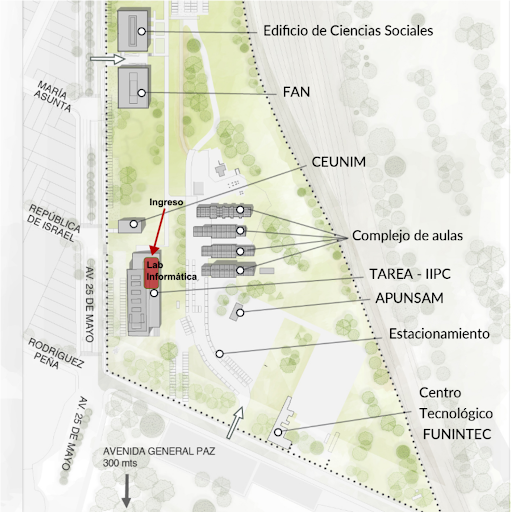 Edificio de Ciencias Sociales
FAN
MARÍA
ASUNTA
CEUNIM
Ingreso
REPÚBLICA
DE ISRAEL
Complejo de aulas
Lab
Informática
TAREA - IIPC
AV. 25 DE MAYO
APUNSAM
Estacionamiento
RODRÍGUEZ
PEÑA
Centro
Tecnológico
FUNINTEC
AV. 25 DE MAYO
AVENIDA GENERAL PAZ
300 mts